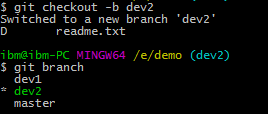 $ git checkout -b dev2
Switched to a new branch 'dev2'
D       readme.txt
ibm@ibm-PC MINGW64 /e/demo (dev2)
$ git branch
  dev1
* dev2
  master